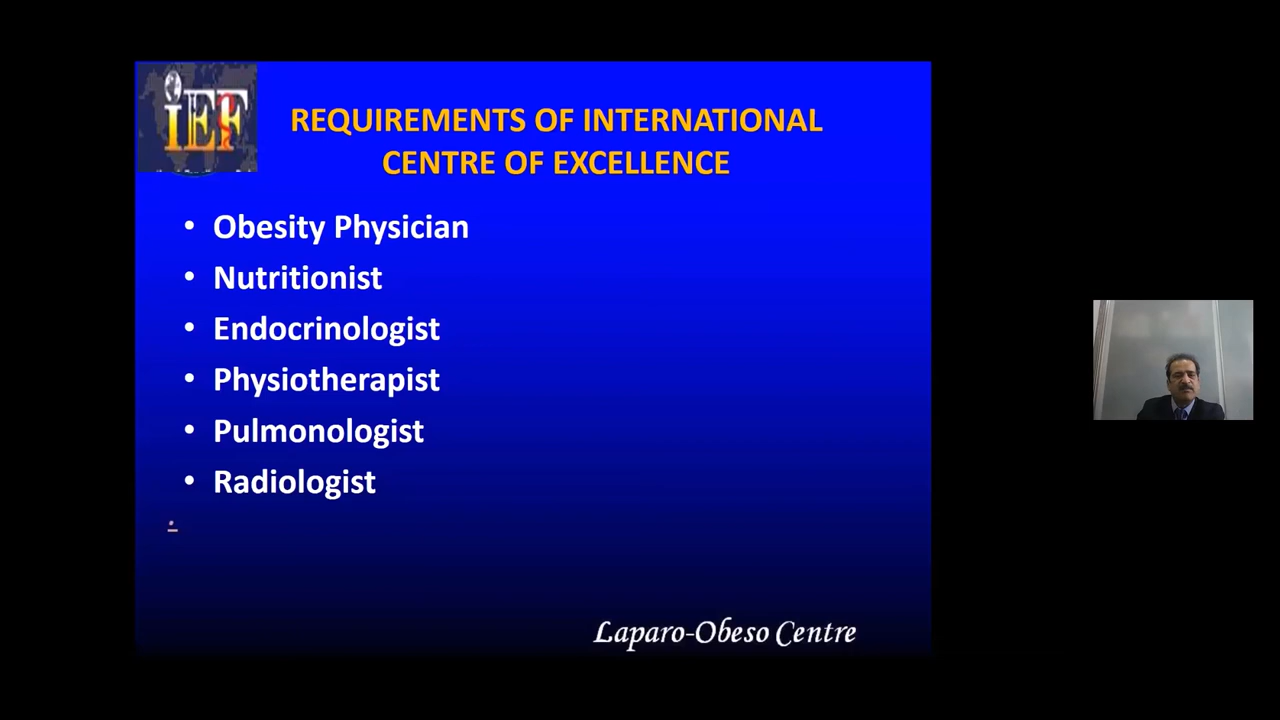 iEF
REQUIREMENTS OF INTERNATIONAL
CENTRE OF EXCELLENCE
• Obesity Physician
• Nutritionist
• Endocrinologist
• Physiotherapist
• Pulmonologist
• Radiologist
.
Laparo-Obeso Centre